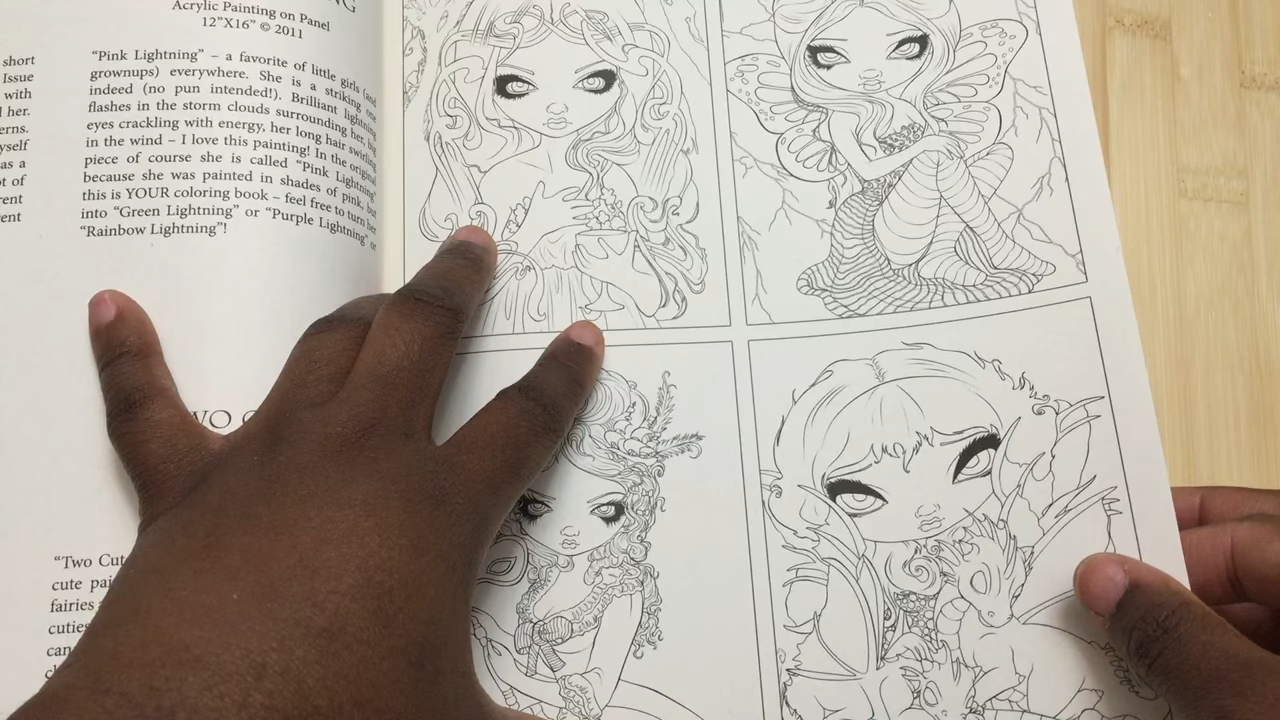 short
Issue
with
her.
erns.
yself
as a
t of
rent
ent
NG
Acrylic Painting on Panel
12"X16" © 2011
“Pink Lightning” – a favorite of little girls (and
grownups) everywhere. She is a striking one
indeed (no pun intended!). Brilliant lightning
flashes in the storm clouds surrounding her, big
eyes crackling with energy, her long hair swirling
in the wind – I love this painting! In the original
piece of course she is called “Pink Lightning”
because she was painted in shades of pink, but
this is YOUR coloring book – feel free to turn her
into “Green Lightning” or “Purple Lightning” or
“Rainbow Lightning”!
WO
“Two Cut
cute pai
fairies
cutie
can